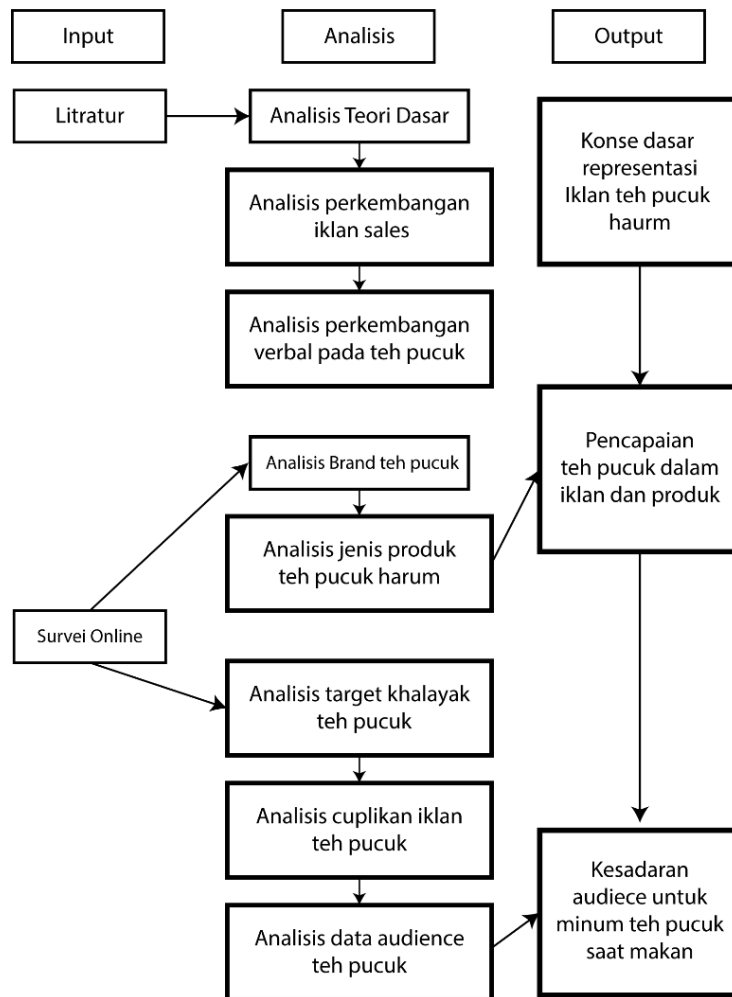 Input
Analisis
Output
Litratur
Analisis Teori Dasar
Konse dasar
representasi
Iklan teh pucuk
haurm
Analisis perkembangan
iklan sales
Analisis perkembangan
verbal pada teh pucuk
Analisis Brand teh pucuk
Pencapaian
teh pucuk dalam
iklan dan produk
Analisis jenis produk
teh pucuk harum
Survei Online
Analisis target khalayak
teh pucuk
Analisis cuplikan iklan
teh pucuk
Kesadaran
audiece untuk
minum teh pucuk
saat makan
Analisis data audience
teh pucuk